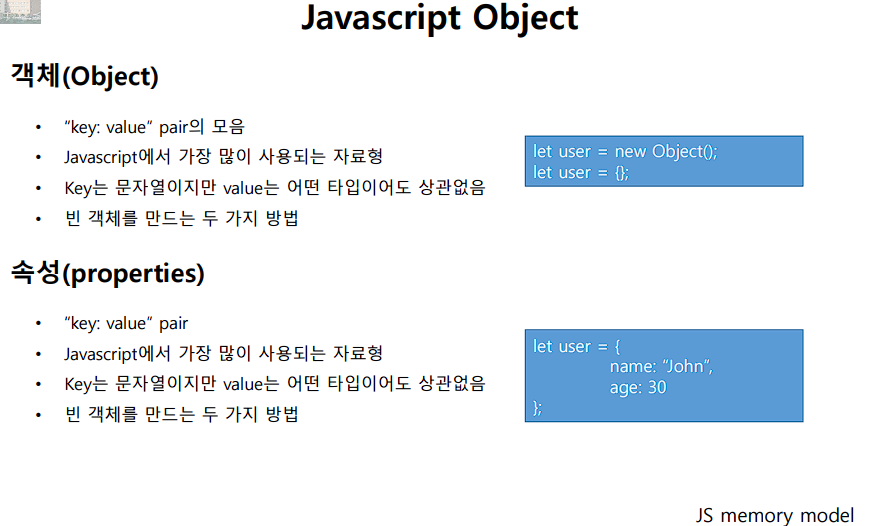 Javascript Object
객체(Object)
• “key: value” pair의 모음
• Javascript에서 가장 많이 사용되는 자료형
• Key는 문자열이지만 value는 어떤 타입이어도 상관없음
• 빈 객체를 만드는 두 가지 방법
let user = new Object();
let user = {};
속성(properties)
• “key: value” pair
• Javascript에서 가장 많이 사용되는 자료형
• Key는 문자열이지만 value는 어떤 타입이어도 상관없음
• 빈 객체를 만드는 두 가지 방법
let user = {
name: “John”,
age: 30
};
JS memory model